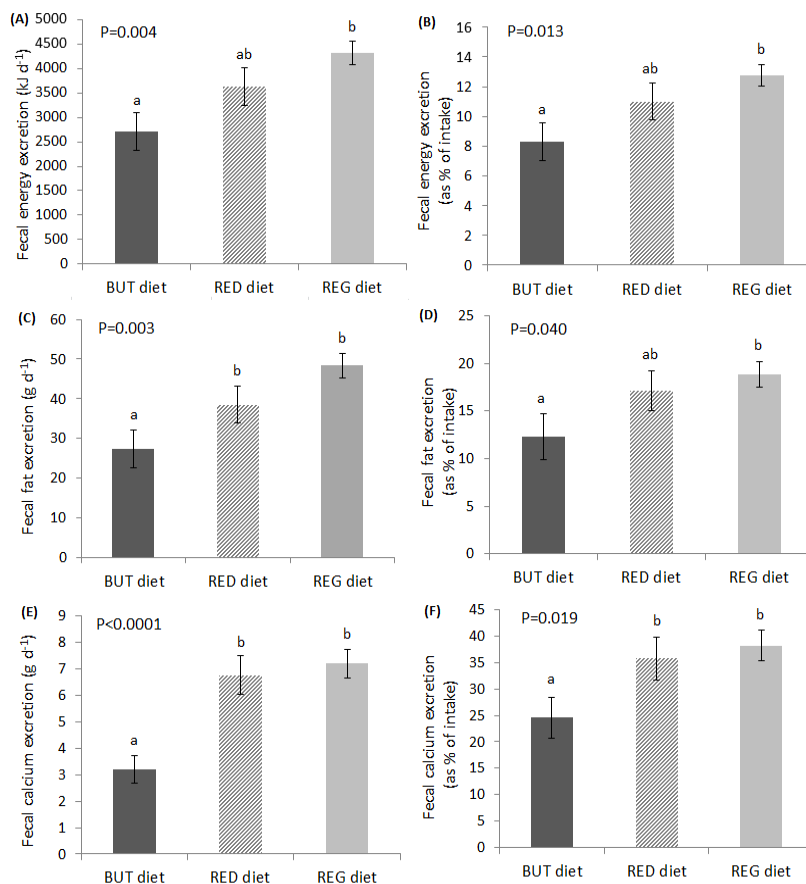 (A)
P=0.004
Fecal energy excretion (kJ d-1)
5000
4500
4000
3500
3000
2500
2000
1500
1000
500
0
a
ab
b
BUT diet RED diet REG diet
(B)
P=0.013
Fecal energy excretion
(as % of intake)
16
14
12
10
8
6
4
2
0
a
ab
b
BUT diet RED diet REG diet
(C)
P=0.003
Fecal fat excretion (g d-1)
60
50
40
30
20
10
0
a
b
b
BUT diet RED diet REG diet
(D)
P=0.040
Fecal fat excretion
(as % of intake)
25
20
15
10
5
0
a
ab
b
BUT diet RED diet REG diet
(E)
P<0.0001
Fecal calcium excretion (g d-1)
9
8
7
6
5
4
3
2
1
0
a
b
b
BUT diet RED diet REG diet
(F)
P=0.019
Fecal calcium excretion
(as % of intake)
45
40
35
30
25
20
15
10
5
0
a
b
b
BUT diet RED diet REG diet